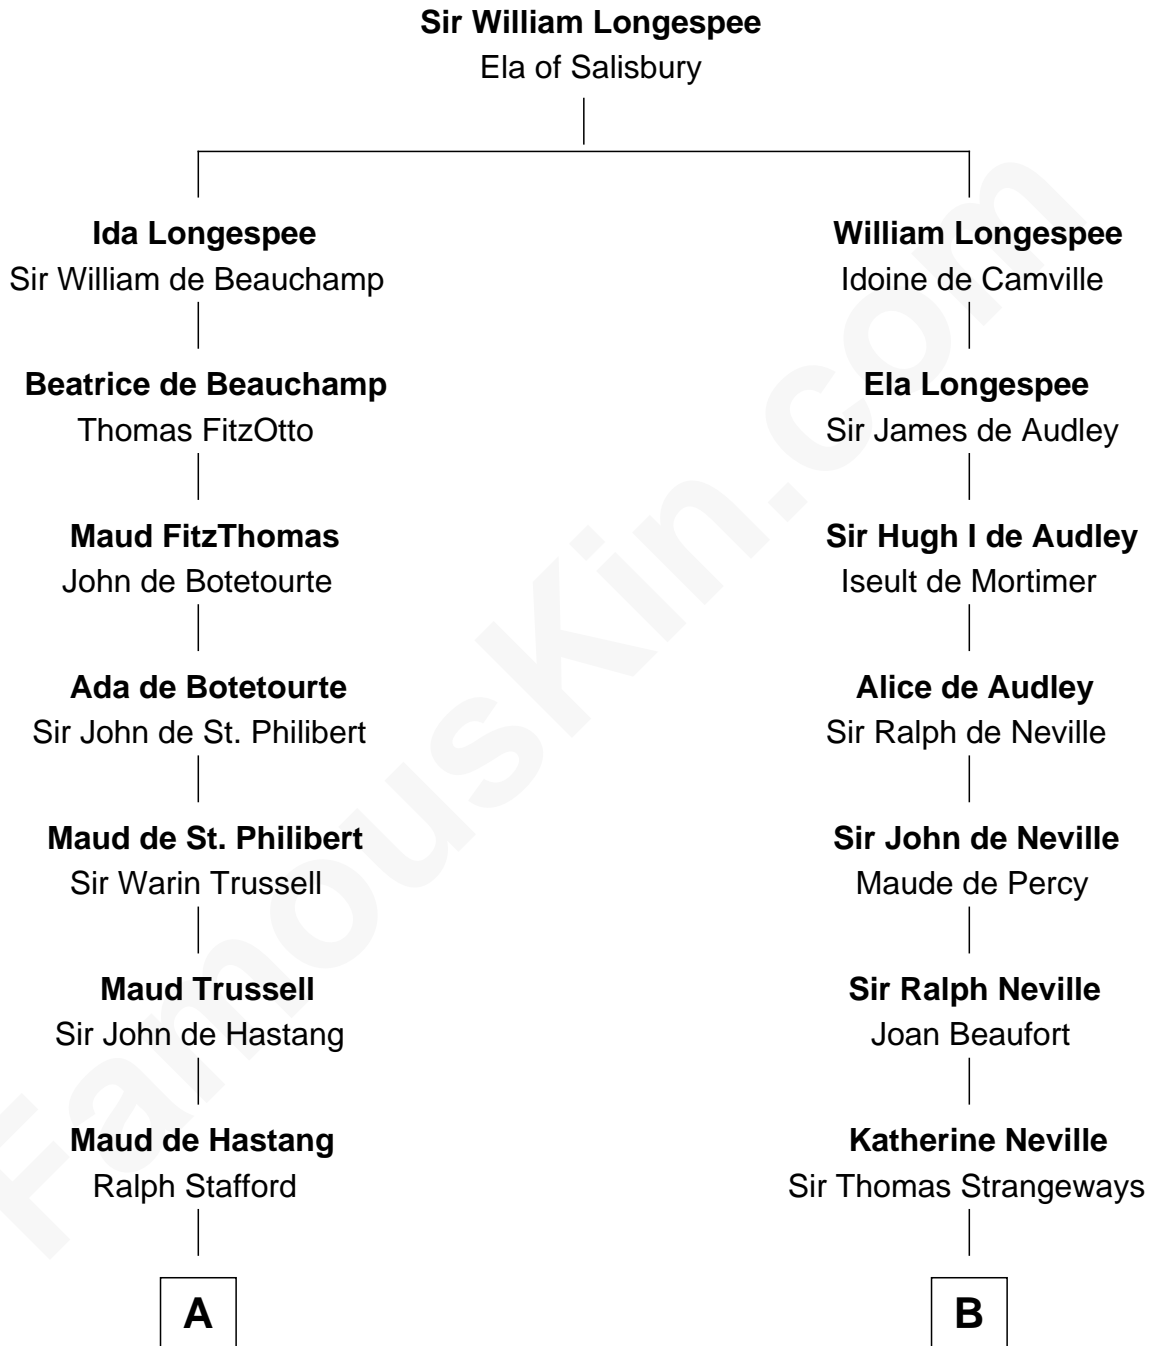 Sir William Longespee
Ela of Salisbury
Ida Longespee
Sir William de Beauchamp
William Longespee
Idoine de Camville
Beatrice de Beauchamp
Thomas FitzOtto
Ela Longespee
Sir James de Audley
Maud FitzThomas
John de Botetourte
Sir Hugh I de Audley
Iseult de Mortimer
Ada de Botetourte
Sir John de St. Philibert
Alice de Audley
Sir Ralph de Neville
Maud de St. Philibert
Sir Warin Trussell
Sir John de Neville
Maude de Percy
Maud Trussell
Sir John de Hastang
Sir Ralph Neville
Joan Beaufort
Maud de Hastang
Ralph Stafford
Katherine Neville
Sir Thomas Strangeways
A
B
FamousKin.com